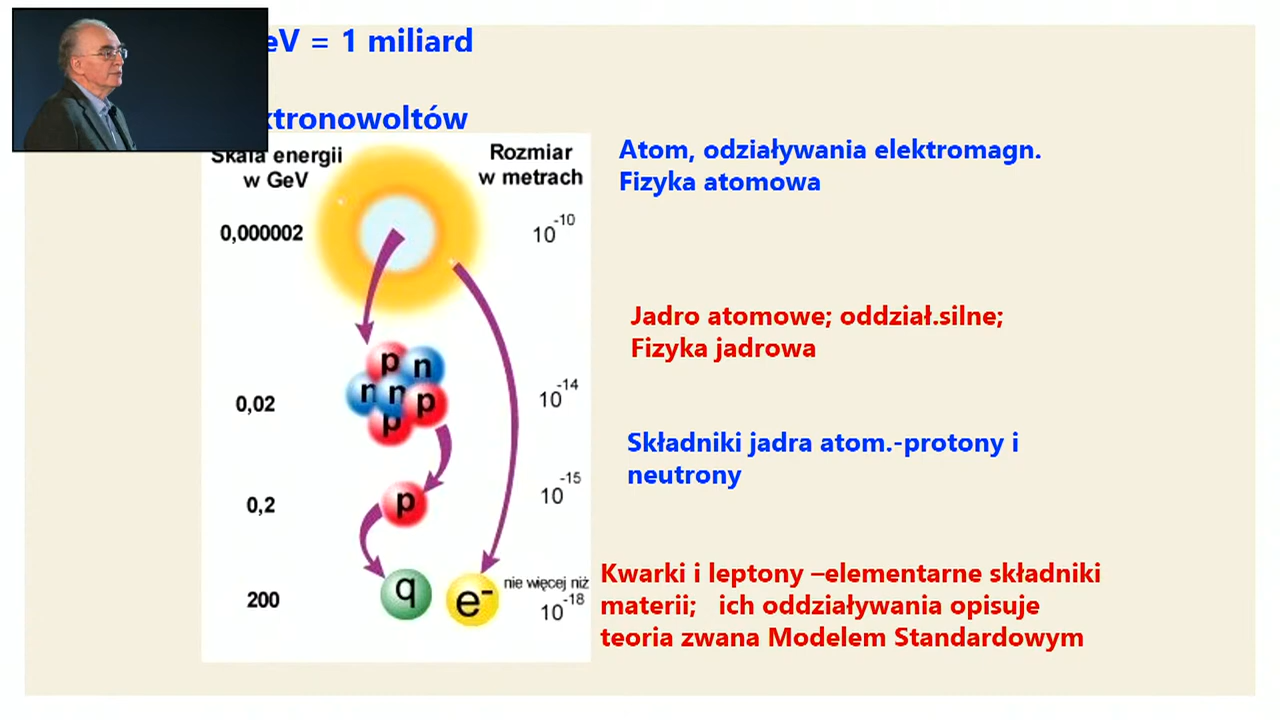 eV = 1 miliard
ktronowoltów
Skala energii
w GeV
Rozmiar
w metrach
Atom, odziaływania elektromagn.
Fizyka atomowa
0,000002
10^-10
Jadro atomowe; oddział.silne;
Fizyka jadrowa
p n
n n p
p
0,02
10^-14
Składniki jadra atom.-protony i
neutrony
0,2
p
10^-15
200
q
e-
nie więcej niż
10^-18
Kwarki i leptony –elementarne składniki
materii; ich oddziaływania opisuje
teoria zwana Modelem Standardowym